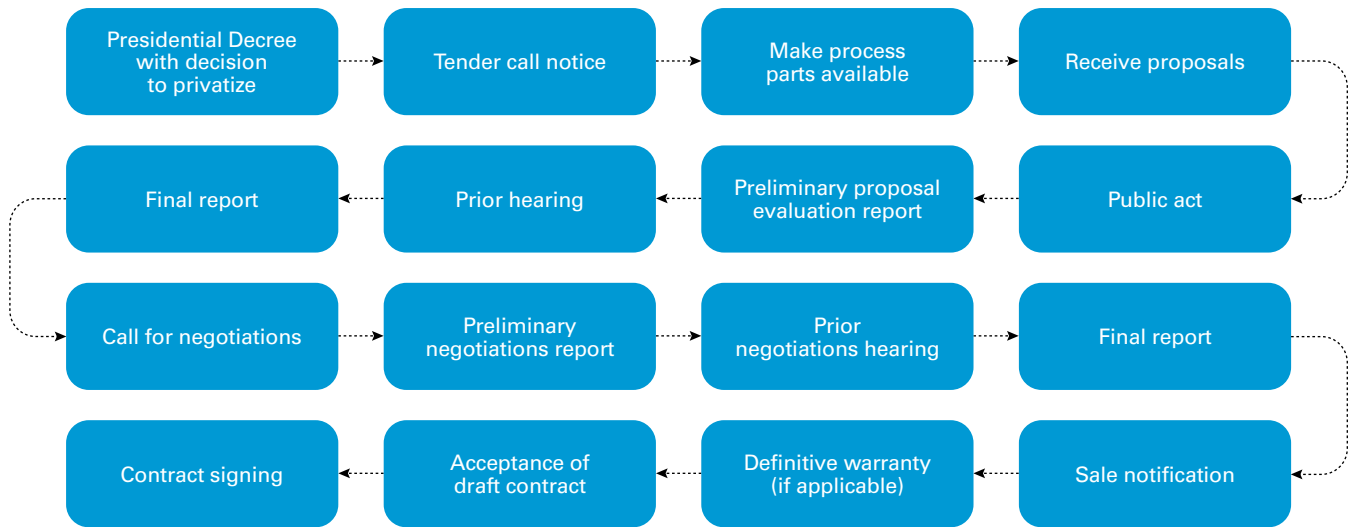 Presidential Decree
with decision
to privatize
Tender call notice
Make process
parts available
Receive proposals
Public act
Preliminary proposal
evaluation report
Prior hearing
Final report
Call for negotiations
Preliminary
negotiations report
Prior
negotiations hearing
Final report
Sale notification
Definitive warranty
(if applicable)
Acceptance of
draft contract
Contract signing